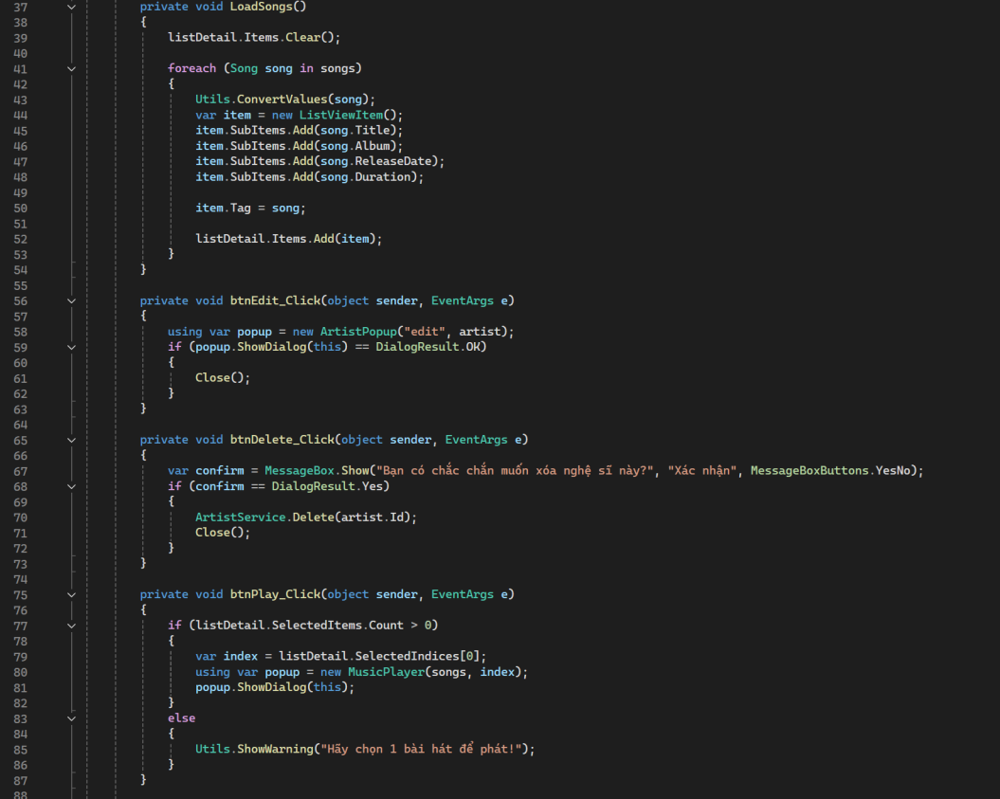 37 private void LoadSongs()
38 {
39 listDetail.Items.Clear();
40
41 foreach (Song song in songs)
42 {
43 Utils.ConvertValues(song);
44 var item = new ListViewItem();
45 item.SubItems.Add(song.Title);
46 item.SubItems.Add(song.Album);
47 item.SubItems.Add(song.ReleaseDate);
48 item.SubItems.Add(song.Duration);
49
50 item.Tag = song;
51
52 listDetail.Items.Add(item);
53 }
54 }
55
56 private void btnEdit_Click(object sender, EventArgs e)
57 {
58 using var popup = new ArtistPopup("edit", artist);
59 if (popup.ShowDialog(this) == DialogResult.OK)
60 {
61 Close();
62 }
63 }
64
65 private void btnDelete_Click(object sender, EventArgs e)
66 {
67 var confirm = MessageBox.Show("Bạn có chắc chắn muốn xóa nghệ sĩ này?", "Xác nhận", MessageBoxButtons.YesNo);
68 if (confirm == DialogResult.Yes)
69 {
70 ArtistService.Delete(artist.Id);
71 Close();
72 }
73 }
74
75 private void btnPlay_Click(object sender, EventArgs e)
76 {
77 if (listDetail.SelectedItems.Count > 0)
78 {
79 var index = listDetail.SelectedIndices[0];
80 using var popup = new MusicPlayer(songs, index);
81 popup.ShowDialog(this);
82 }
83 else
84 {
85 Utils.ShowWarning("Hãy chọn 1 bài hát để phát!");
86 }
87 }
88